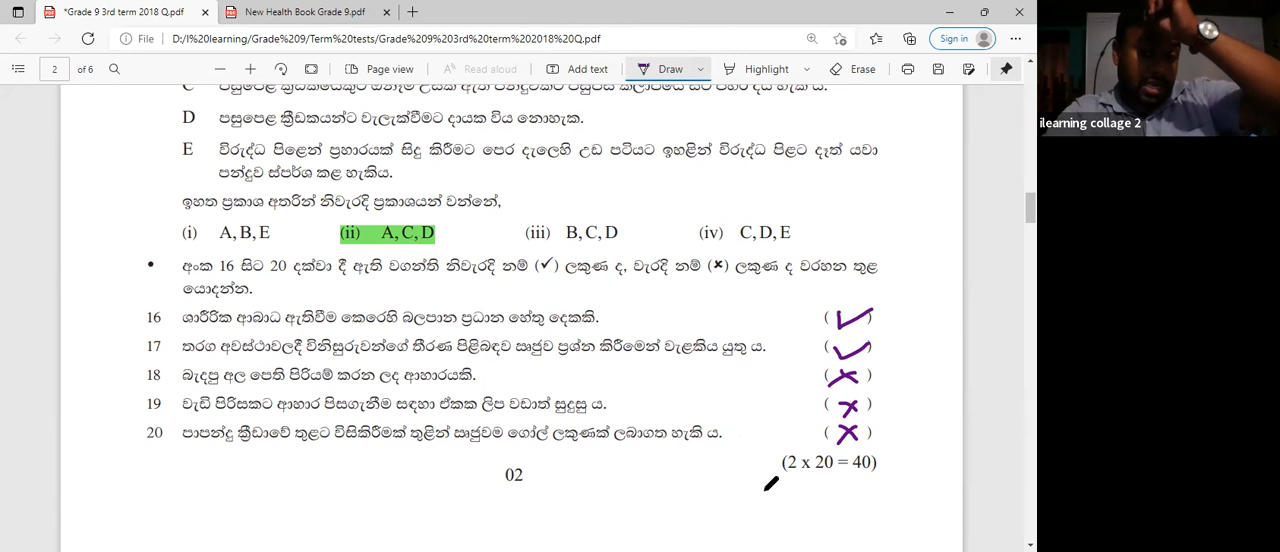 *Grade 9 3rd term 2018 Q.pdf
New Health Book Grade 9.pdf
File D:/I%20learning/Grade%209/Term%20tests/Grade%209%203rd%20term%202018%20Q.pdf
Sign in
2 of 6
Page view
Read aloud
Add text
Draw
Highlight
Erase
ilearning collage 2
D පසුපෙළ ක්‍රීඩකයන්ට වැලැක්වීමට දායක විය නොහැක.
E විරුද්ධ පිළෙන් ප්‍රහාරයක් සිදු කිරීමට පෙර දැලෙහි උඩ පටියට ඉහළින් විරුද්ධ පිළට දෑත් යවා
පන්දුව ස්පර්ශ කළ හැකිය.
ඉහත ප්‍රකාශ අතරින් නිවැරදි ප්‍රකාශයන් වන්නේ,
(i) A, B, E (ii) A, C, D (iii) B, C, D (iv) C, D, E
• අංක 16 සිට 20 දක්වා දී ඇති වගන්ති නිවැරදි නම් (✓) ලකුණ ද, වැරදි නම් (✗) ලකුණ ද වරහන තුළ
යොදන්න.
16 ශාරීරික ආබාධ ඇතිවීම කෙරෙහි බලපාන ප්‍රධාන හේතු දෙකකි. (✓)
17 තරග අවස්ථාවලදී විනිසුරුවන්ගේ තීරණ පිළිබඳව සෘජුව ප්‍රශ්න කිරීමෙන් වැළකිය යුතු ය. (✓)
18 බැදපු අල පෙති පිරියම් කරන ලද ආහාරයකි. (✗)
19 වැඩි පිරිසකට ආහාර පිසගැනීම සඳහා ඒකක ලිප වඩාත් සුදුසු ය. (✗)
20 පාපන්දු ක්‍රීඩාවේ තුළට විසිකිරීමක් තුළින් සෘජුවම ගෝල් ලකුණක් ලබාගත හැකි ය. (✗)
(2 x 20 = 40)
02